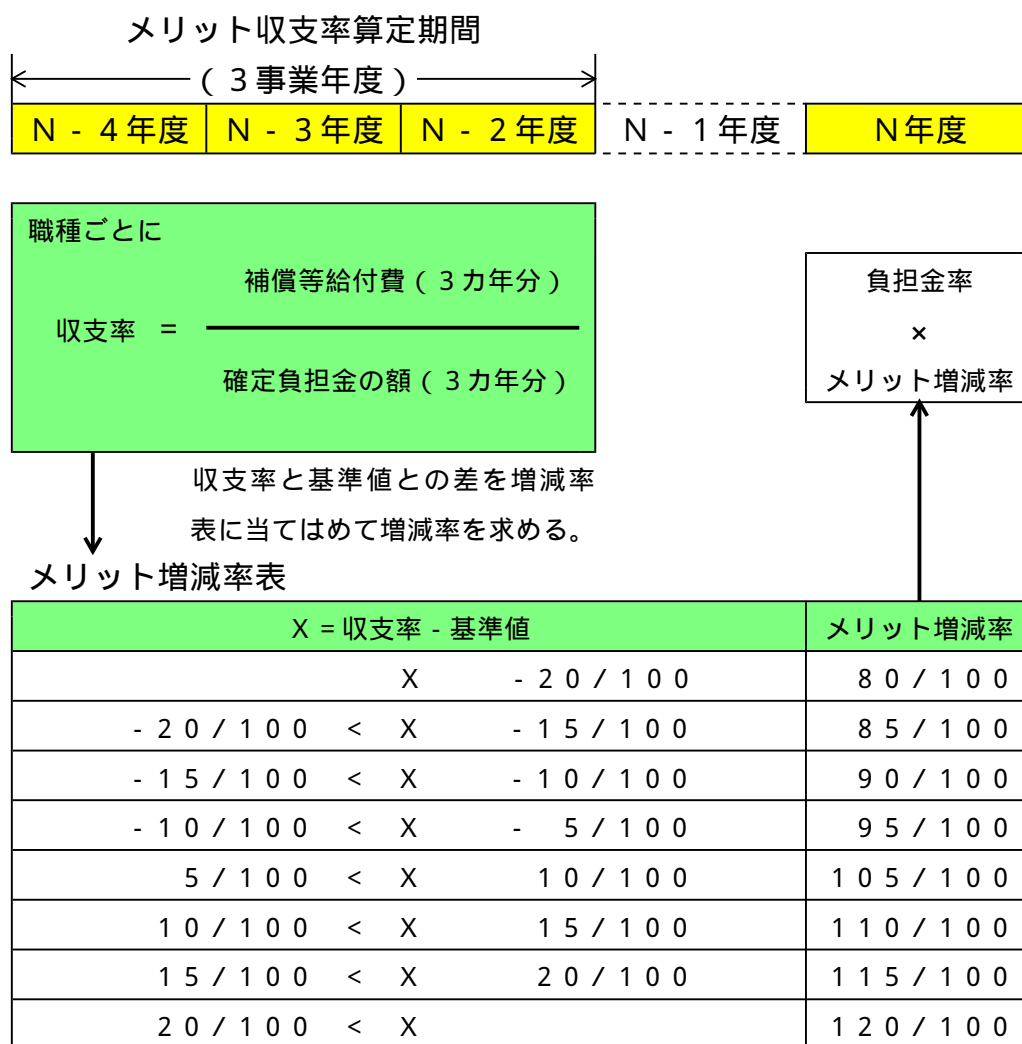 メリット収支率算定期間
(3事業年度)
N-4年度 N-3年度 N-2年度 N-1年度 N年度
職種ごとに
補償等給付費(3カ年分)
収支率 =
確定負担金の額(3カ年分)
負担金率
×
メリット増減率
収支率と基準値との差を増減率
表に当てはめて増減率を求める。
メリット増減率表
X=収支率-基準値 メリット増減率
X -20/100 80/100
-20/100 < X -15/100 85/100
-15/100 < X -10/100 90/100
-10/100 < X - 5/100 95/100
5/100 < X 10/100 105/100
10/100 < X 15/100 110/100
15/100 < X 20/100 115/100
20/100 < X 120/100